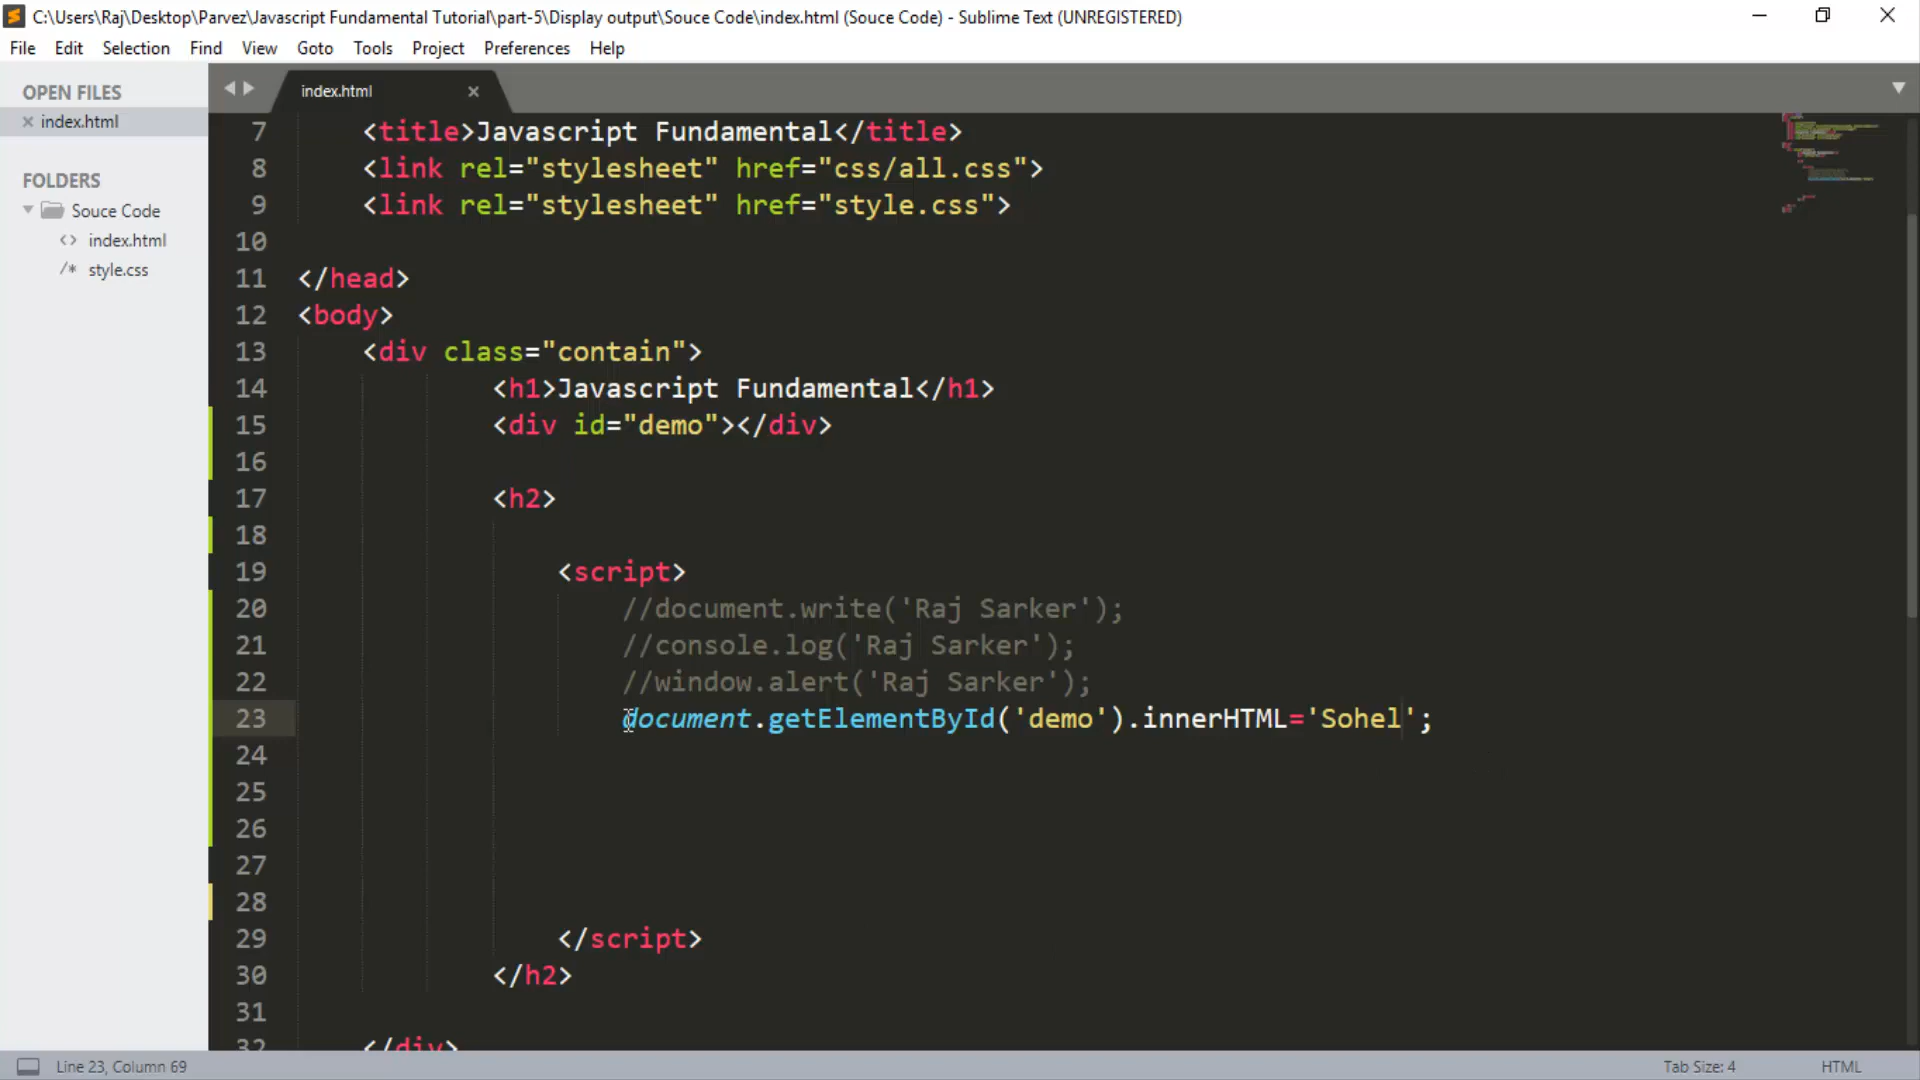 C:\Users\Raj\Desktop\Parvez\Javascript Fundamental Tutorial\part-5\Display output\Souce Code\index.html (Souce Code) - Sublime Text (UNREGISTERED)
File Edit Selection Find View Goto Tools Project Preferences Help
OPEN FILES
index.html
FOLDERS
Souce Code
<> index.html
/* style.css
index.html
7 <title>Javascript Fundamental</title>
8 <link rel="stylesheet" href="css/all.css">
9 <link rel="stylesheet" href="style.css">
10
11 </head>
12 <body>
13 <div class="contain">
14 <h1>Javascript Fundamental</h1>
15 <div id="demo"></div>
16
17 <h2>
18
19 <script>
20 //document.write('Raj Sarker');
21 //console.log('Raj Sarker');
22 //window.alert('Raj Sarker');
23 document.getElementById('demo').innerHTML='Sohel';
24
25
26
27
28
29 </script>
30 </h2>
31
32 </div>
Line 23, Column 69
Tab Size: 4
HTML